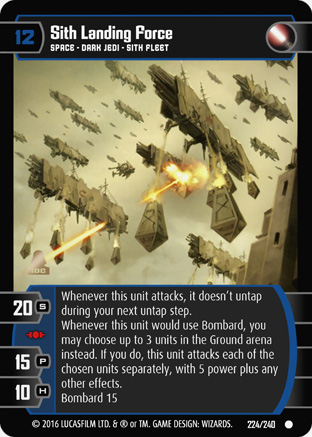 12
Sith Landing Force
SPACE - DARK JEDI - SITH FLEET
20 S
15 P
10 H
Whenever this unit attacks, it doesn't untap
during your next untap step.
Whenever this unit would use Bombard, you
may choose up to 3 units in the Ground arena
instead. If you do, this unit attacks each of the
chosen units separately, with 5 power plus any
other effects.
Bombard 15
© 2016 LUCASFILM LTD. & ® or TM. GAME DESIGN: WIZARDS.
224/240